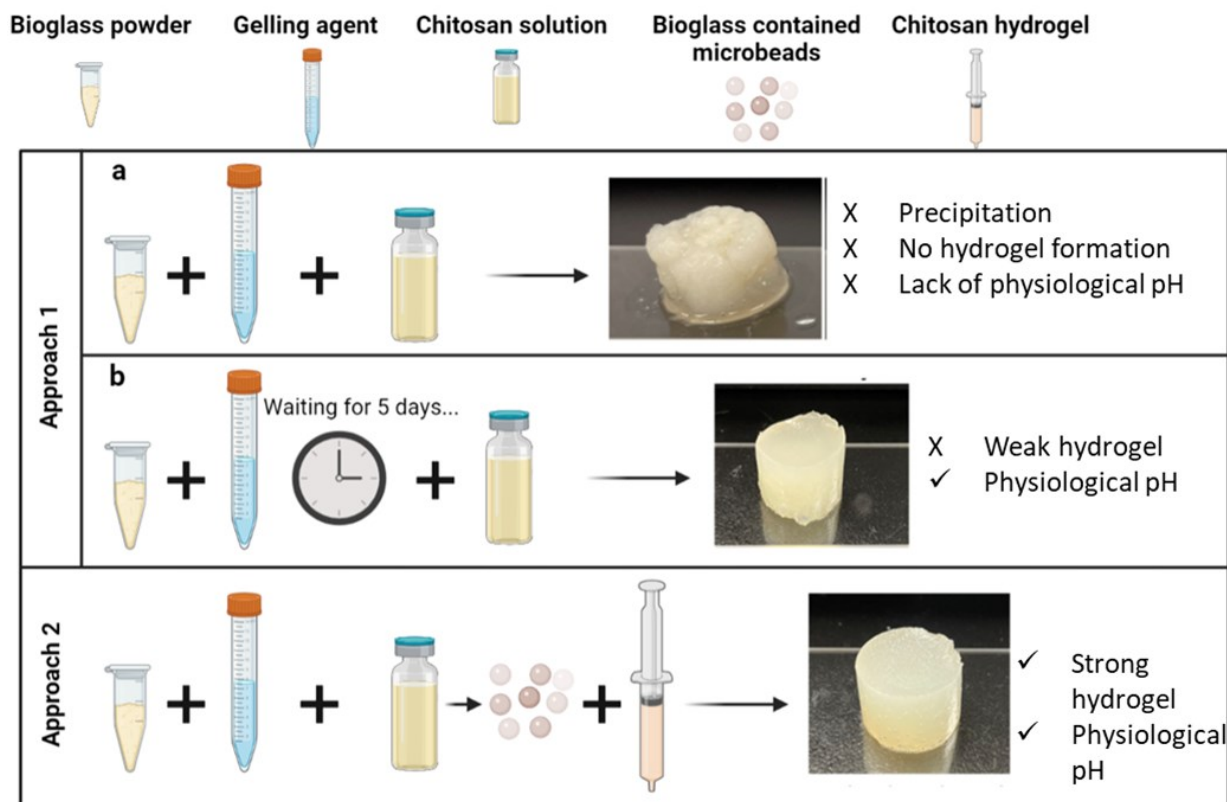 Bioglass powder
Gelling agent
Chitosan solution
Bioglass contained
microbeads
Chitosan hydrogel
Approach 1
a
X Precipitation
X No hydrogel formation
X Lack of physiological pH
b
Waiting for 5 days...
X Weak hydrogel
✓ Physiological pH
Approach 2
✓ Strong
hydrogel
✓ Physiological
pH